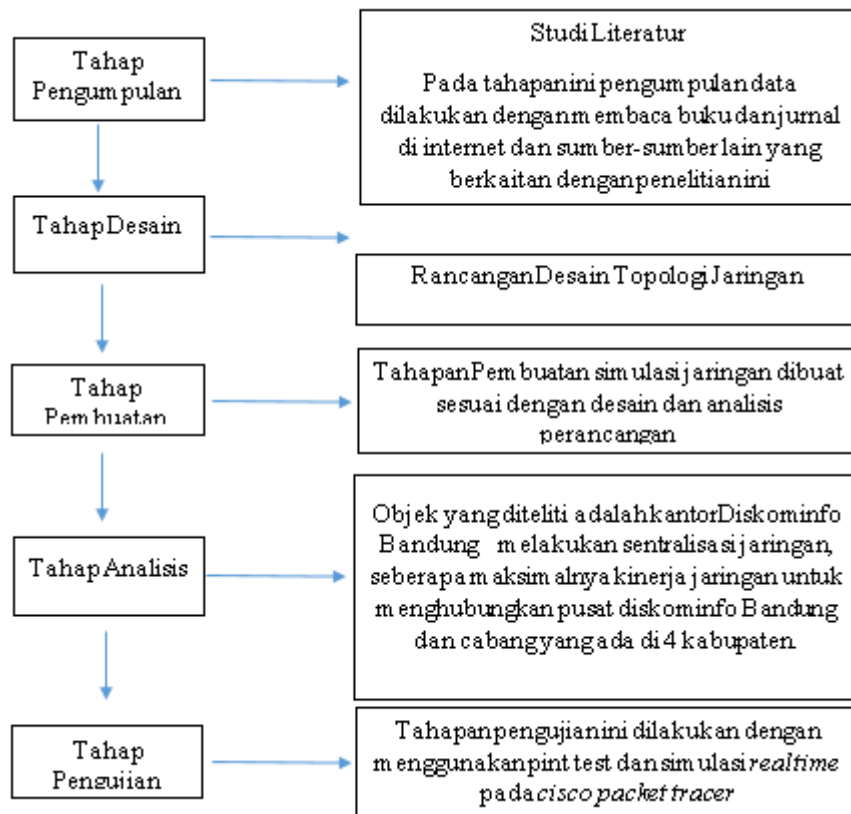 Tahap
Pengumpulan
Studi Literatur
Pada tahapan ini pengumpulan data
dilakukan dengan membaca buku dan jurnal
di internet dan sumber-sumber lain yang
berkaitan dengan penelitian ini
Tahap Desain
Rancangan Desain Topologi Jaringan
Tahap
Pembuatan
Tahapan Pembuatan simulasi jaringan dibuat
sesuai dengan desain dan analisis
perancangan
Tahap Analisis
Objek yang diteliti adalah kantor Diskominfo
Bandung melakukan sentralisasi jaringan,
seberapa maksimalnya kinerja jaringan untuk
menghubungkan pusat diskominfo Bandung
dan cabang yang ada di 4 kabupaten
Tahap
Pengujian
Tahapan pengujian ini dilakukan dengan
menggunakan pint test dan simulasi realtime
pada cisco packet tracer